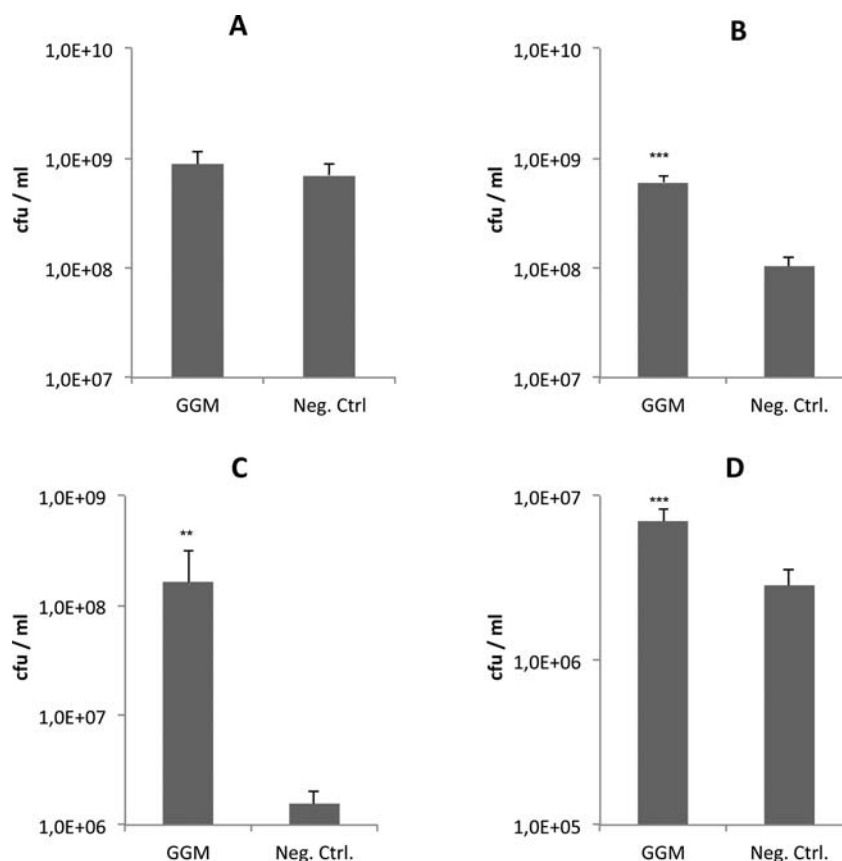 A
1,0E+10
1,0E+09
1,0E+08
1,0E+07
cfu / ml
GGM
Neg. Ctrl
B
1,0E+10
1,0E+09
1,0E+08
1,0E+07
cfu / ml
***
GGM
Neg. Ctrl.
C
1,0E+09
1,0E+08
1,0E+07
1,0E+06
cfu / ml
**
GGM
Neg. Ctrl.
D
1,0E+07
1,0E+06
1,0E+05
cfu / ml
***
GGM
Neg. Ctrl.